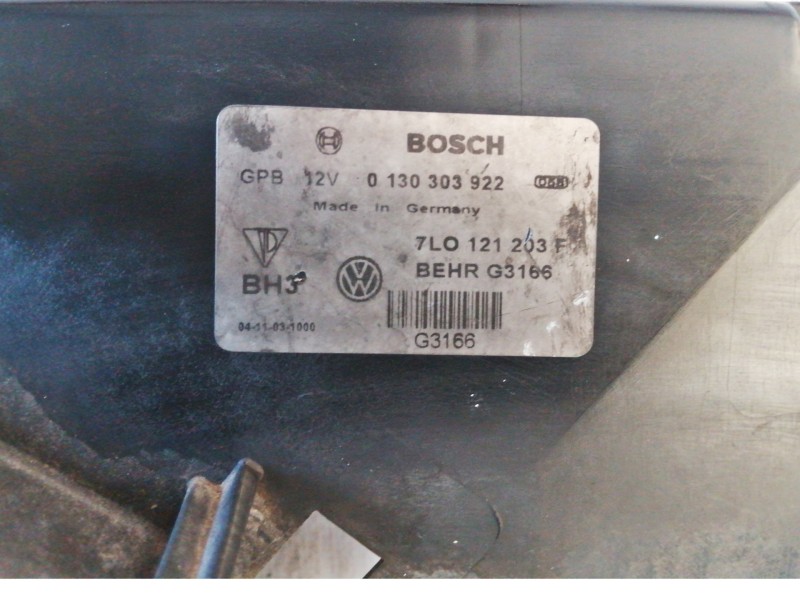 BOSCH
GPB 12V 0 130 303 922
Made in Germany
7L0 121 203 F
BH3 BEHR G3166
04-11-03-1000
G3166